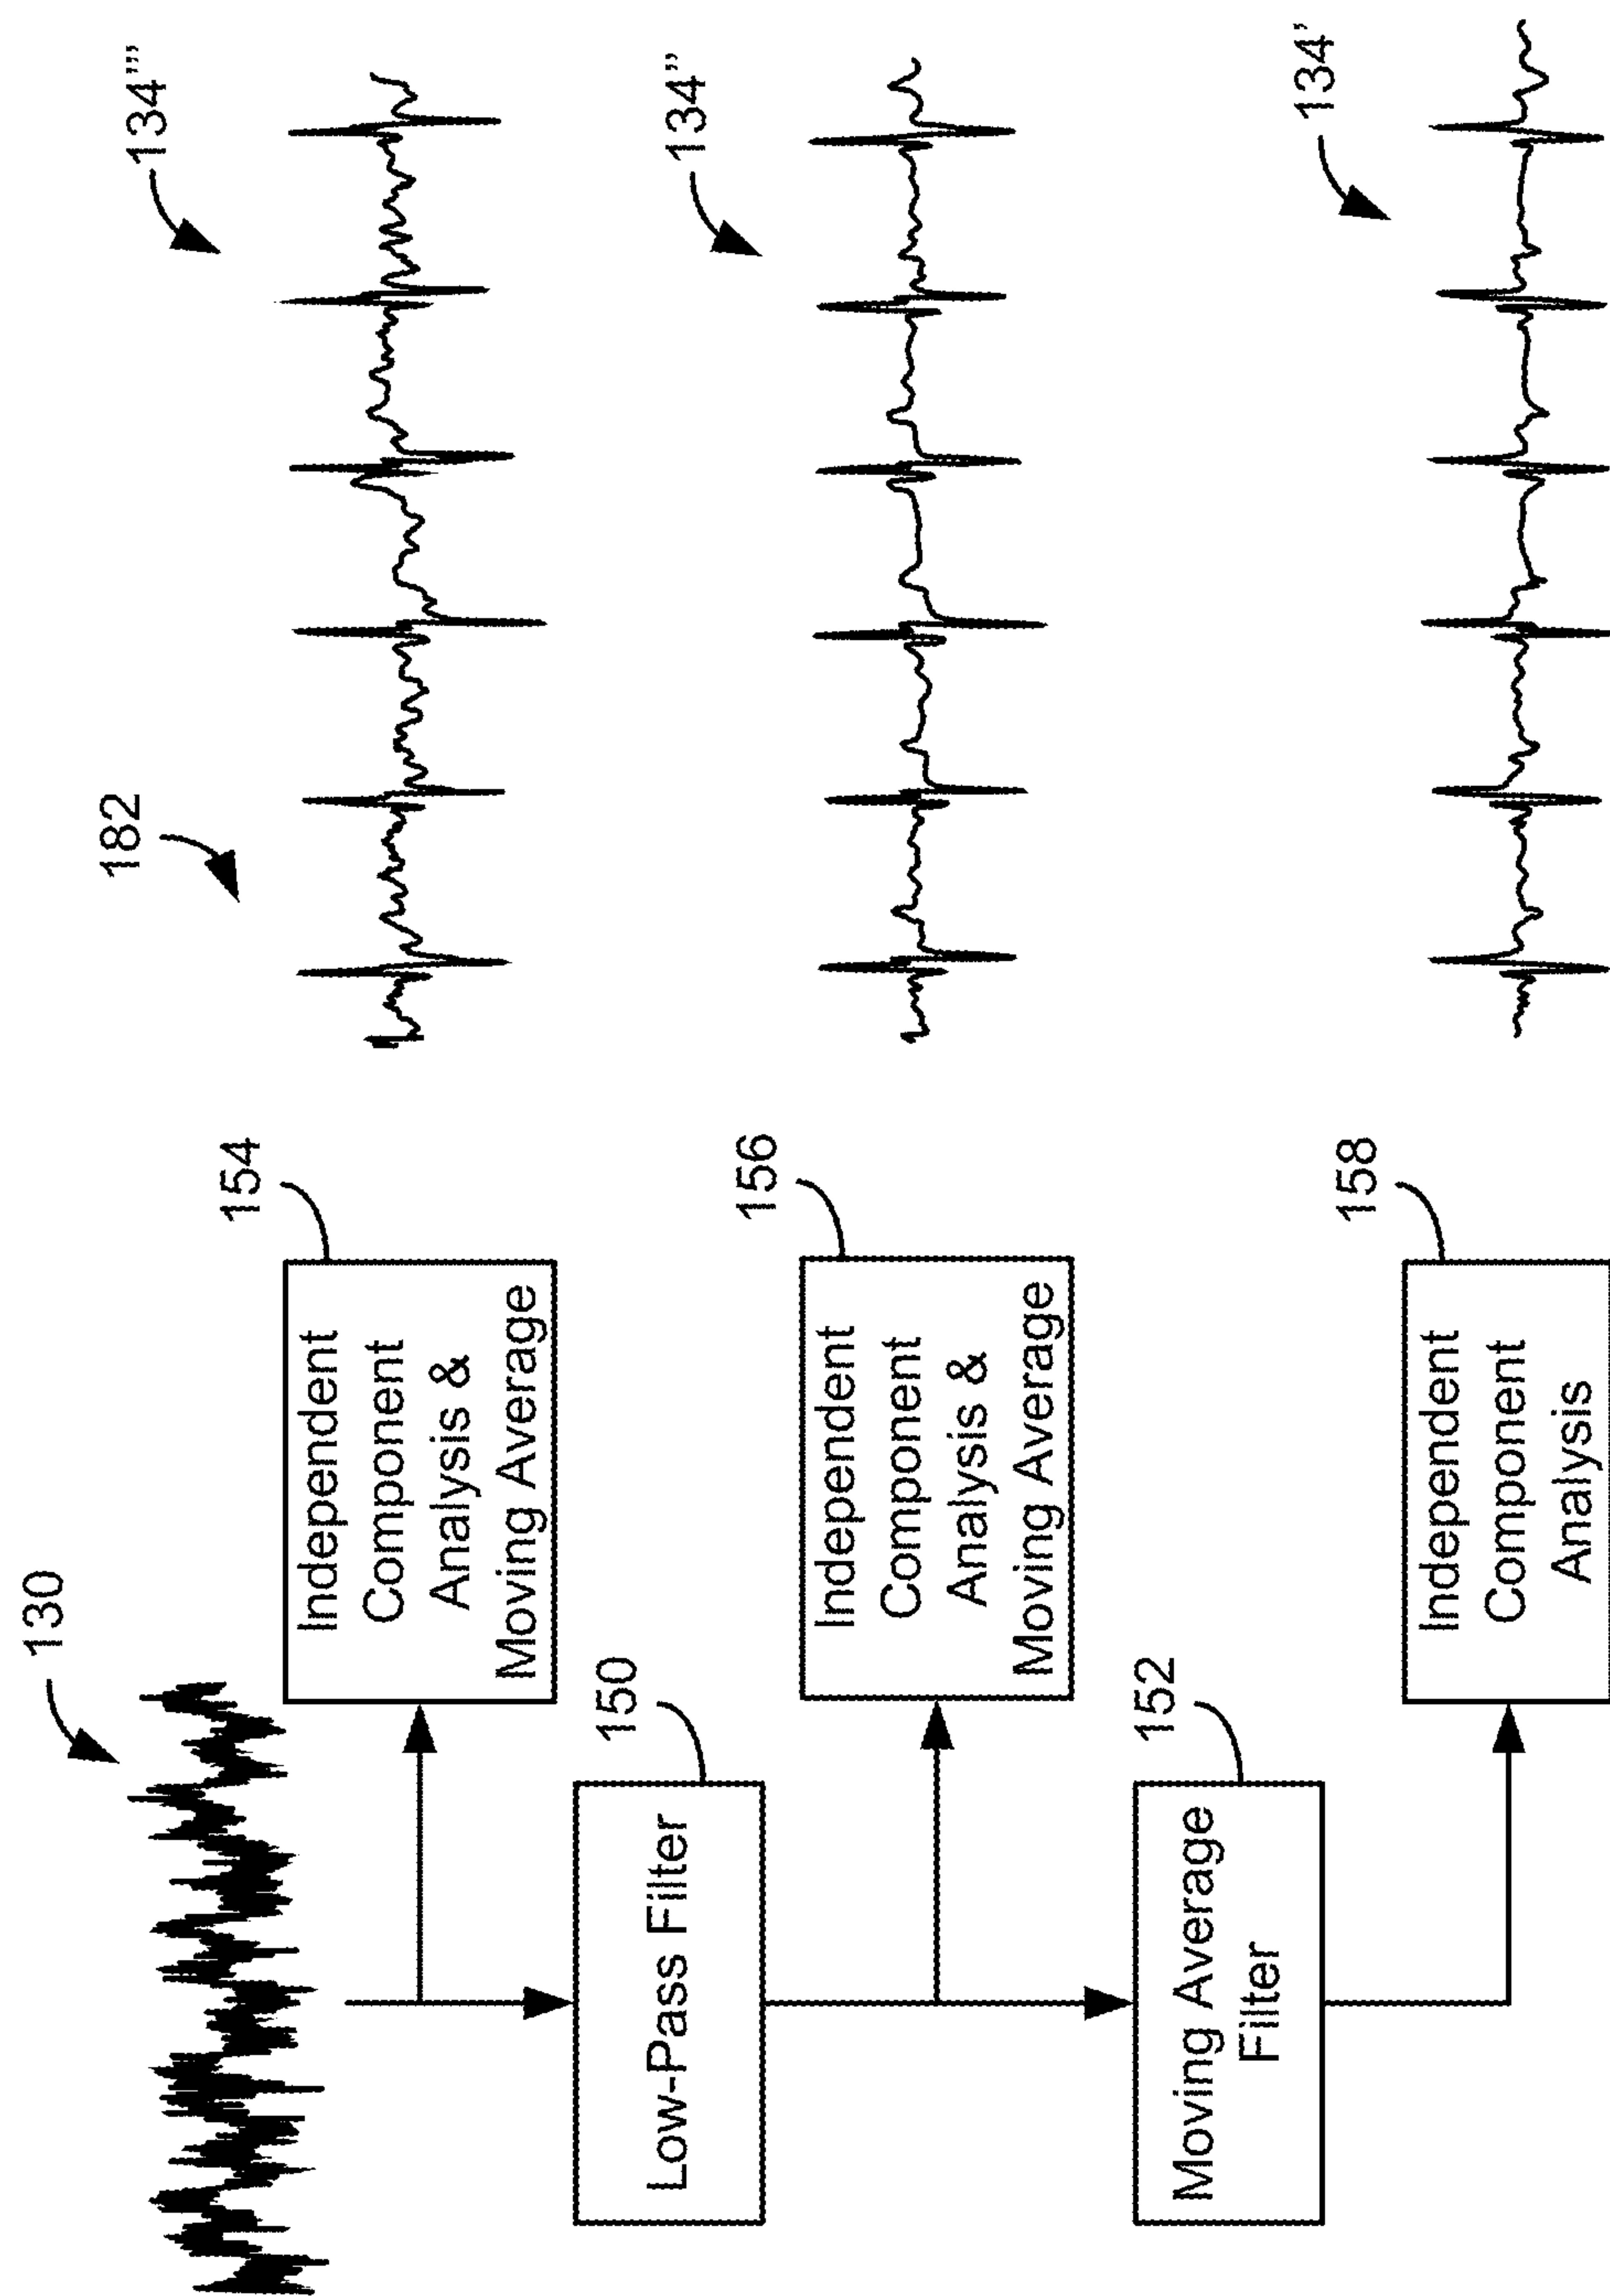 130
154
Independent
Component
Analysis &
Moving Average
182
134'''
150
Low-Pass Filter
156
Independent
Component
Analysis &
Moving Average
134''
152
Moving Average
Filter
158
Independent
Component
Analysis
134'